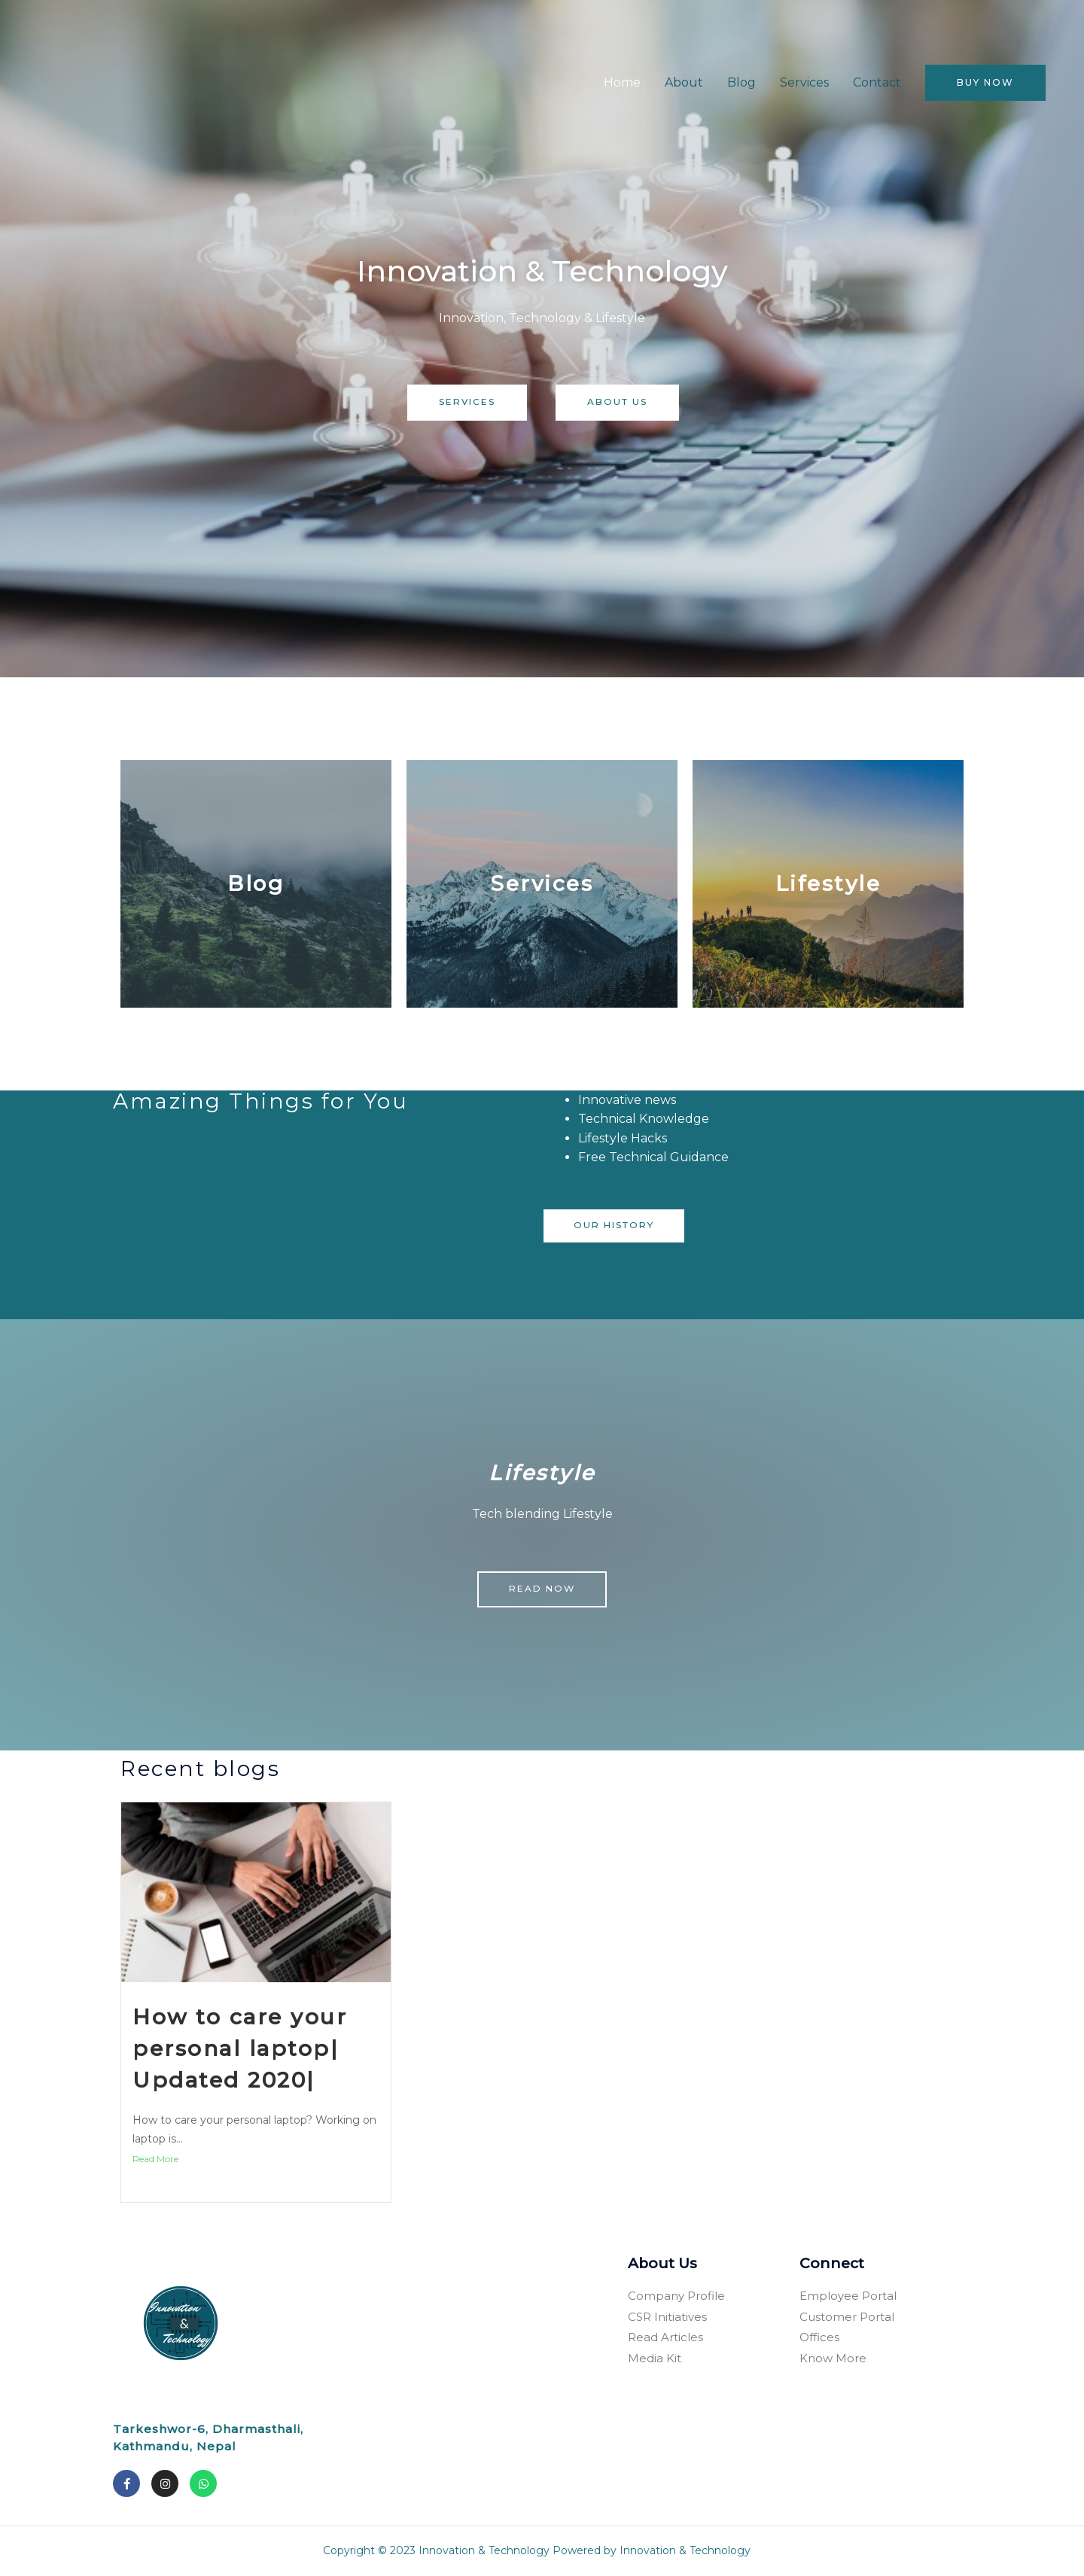 Home About Blog Services Contact BUY NOW
Innovation & Technology
Innovation, Technology & Lifestyle
SERVICES ABOUT US
Blog Services Lifestyle
Amazing Things for You
• Innovative news
• Technical Knowledge
• Lifestyle Hacks
• Free Technical Guidance
OUR HISTORY
Lifestyle
Tech blending Lifestyle
READ NOW
Recent blogs
How to care your
personal laptop|
Updated 2020|
How to care your personal laptop? Working on
laptop is...
Read More
Innovation
&
Technology
About Us
Company Profile
CSR Initiatives
Read Articles
Media Kit
Connect
Employee Portal
Customer Portal
Offices
Know More
Tarkeshwor-6, Dharmasthali,
Kathmandu, Nepal
Copyright © 2023 Innovation & Technology Powered by Innovation & Technology